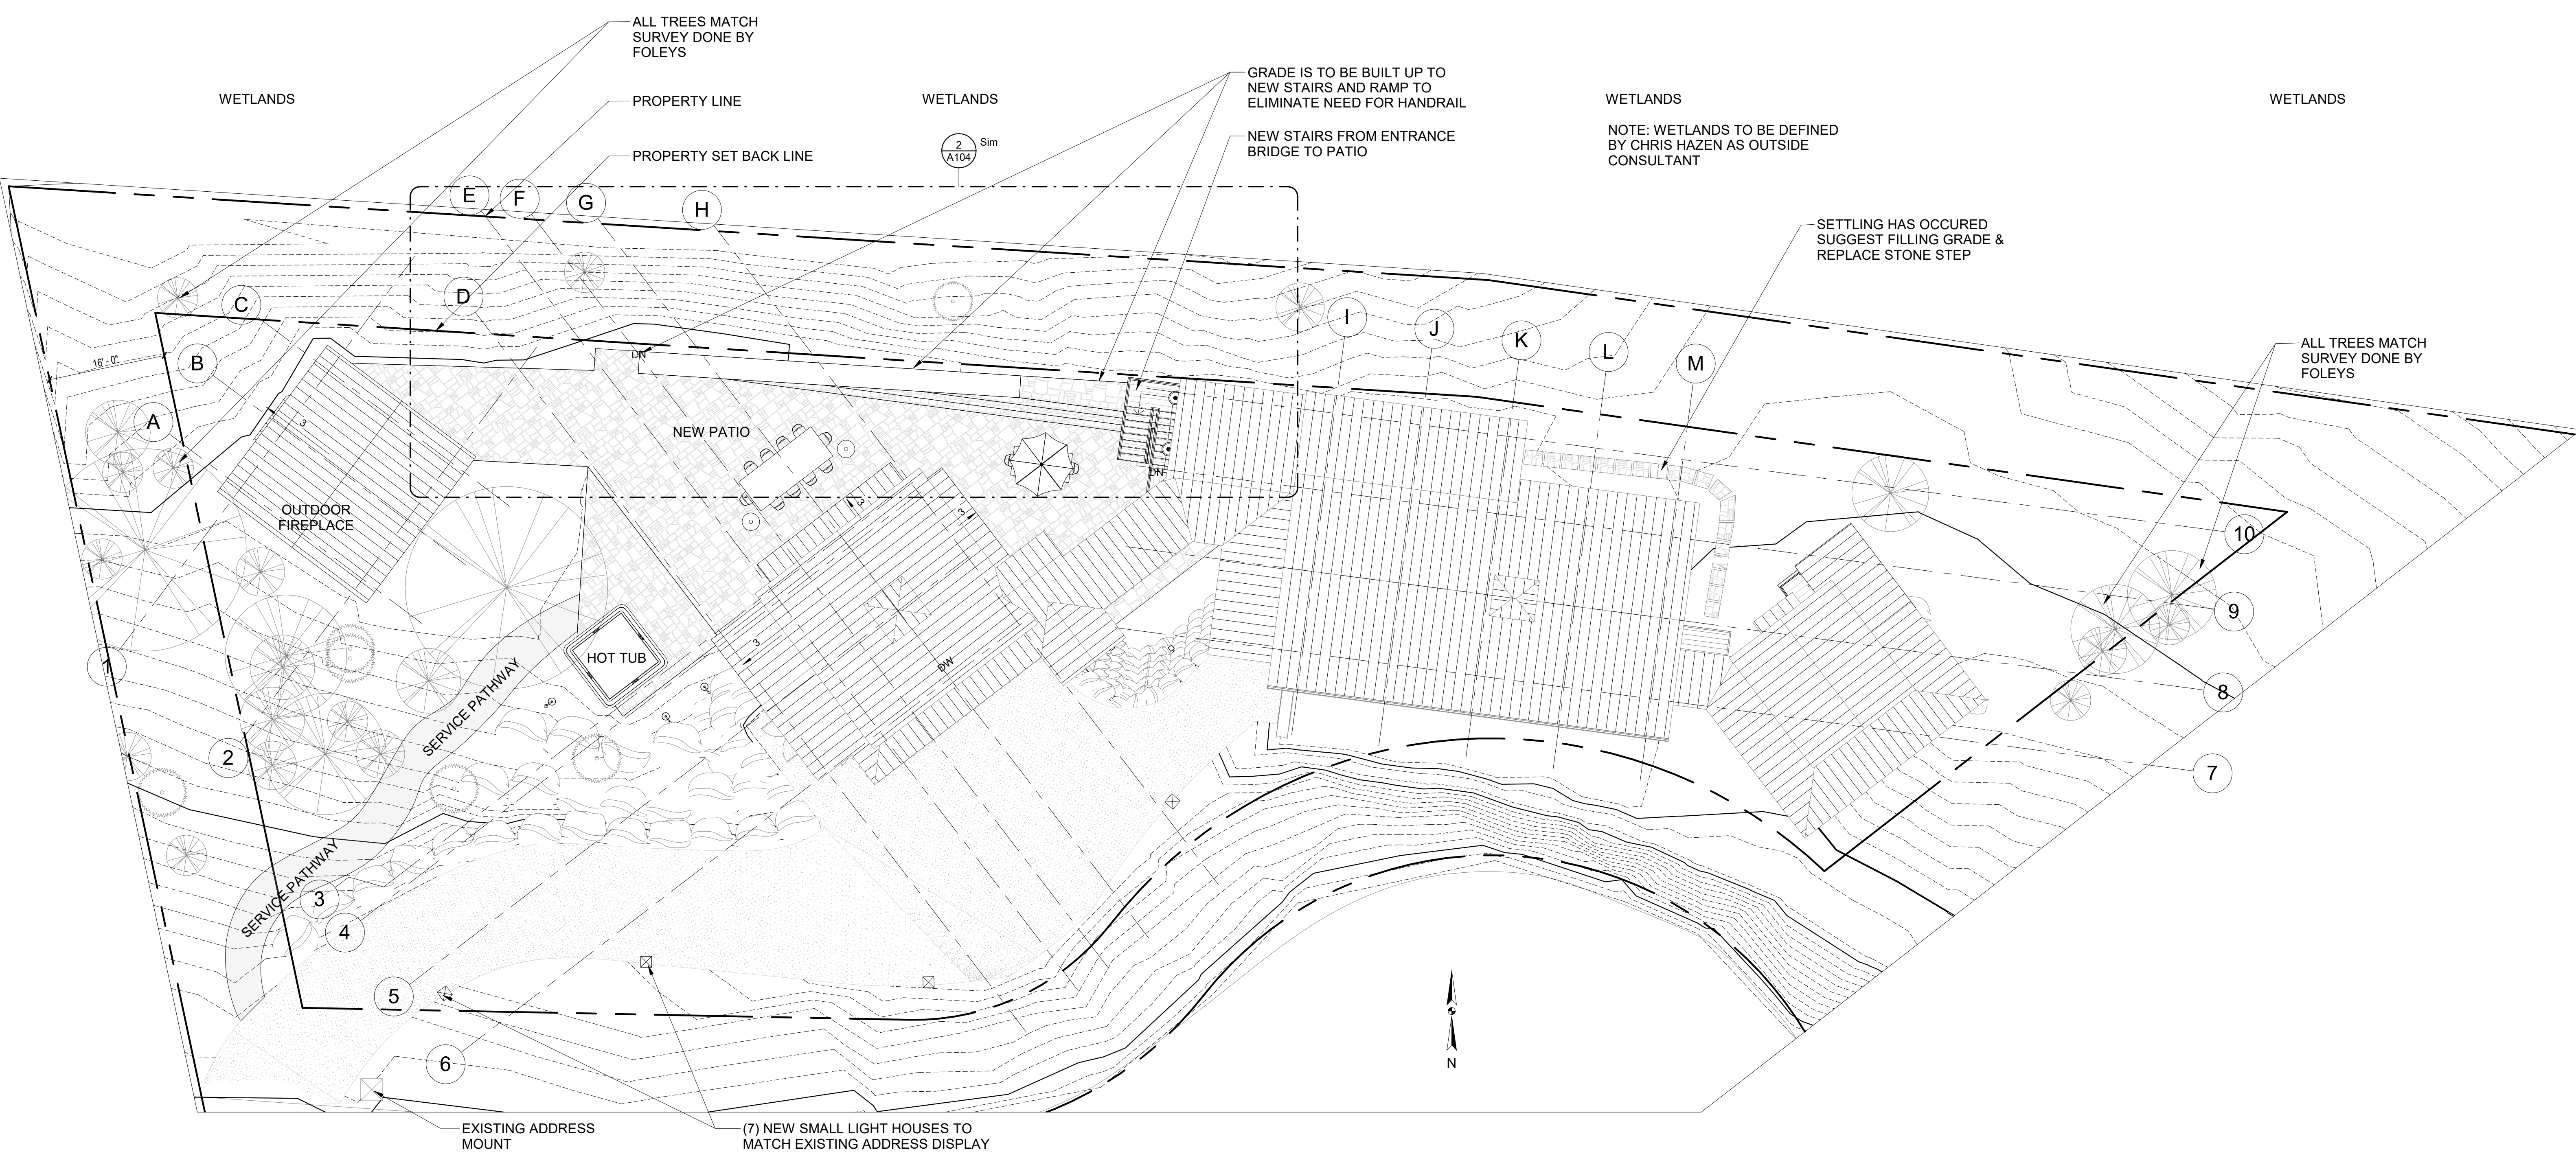 ALL TREES MATCH
SURVEY DONE BY
FOLEYS
WETLANDS
PROPERTY LINE
PROPERTY SET BACK LINE
WETLANDS
2
A104
Sim
GRADE IS TO BE BUILT UP TO
NEW STAIRS AND RAMP TO
ELIMINATE NEED FOR HANDRAIL
NEW STAIRS FROM ENTRANCE
BRIDGE TO PATIO
WETLANDS
NOTE: WETLANDS TO BE DEFINED
BY CHRIS HAZEN AS OUTSIDE
CONSULTANT
WETLANDS
SETTLING HAS OCCURED
SUGGEST FILLING GRADE &
REPLACE STONE STEP
ALL TREES MATCH
SURVEY DONE BY
FOLEYS
E
F
G
H
D
C
B
A
I
J
K
L
M
16' - 0"
DN
3
NEW PATIO
DN
OUTDOOR
FIREPLACE
3
3
3
DW
HOT TUB
SERVICE PATHWAY
SERVICE PATHWAY
10
9
8
7
1
2
3
4
5
6
N
EXISTING ADDRESS
MOUNT
(7) NEW SMALL LIGHT HOUSES TO
MATCH EXISTING ADDRESS DISPLAY